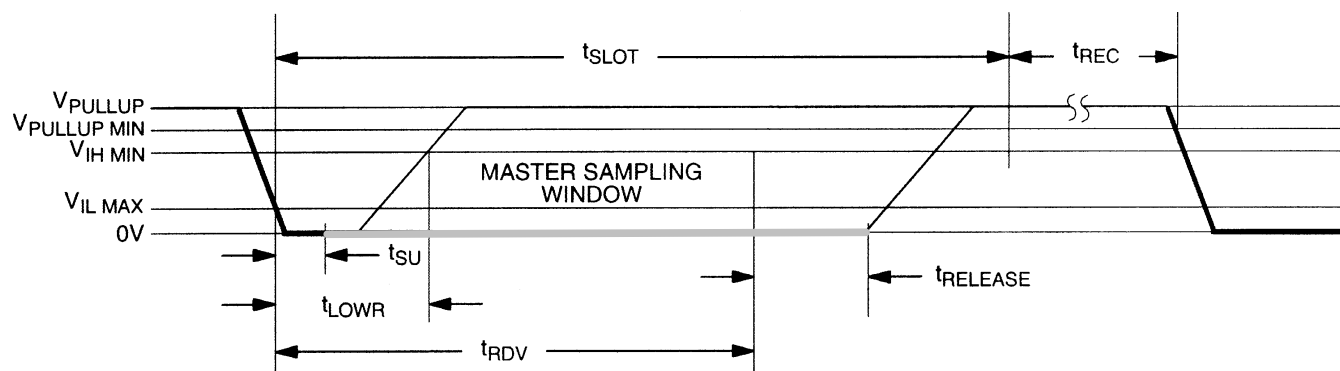 tSLOT
tREC
VPULLUP
VPULLUP MIN
VIH MIN
MASTER SAMPLING
WINDOW
VIL MAX
0V
tSU
tRELEASE
tLOWR
tRDV